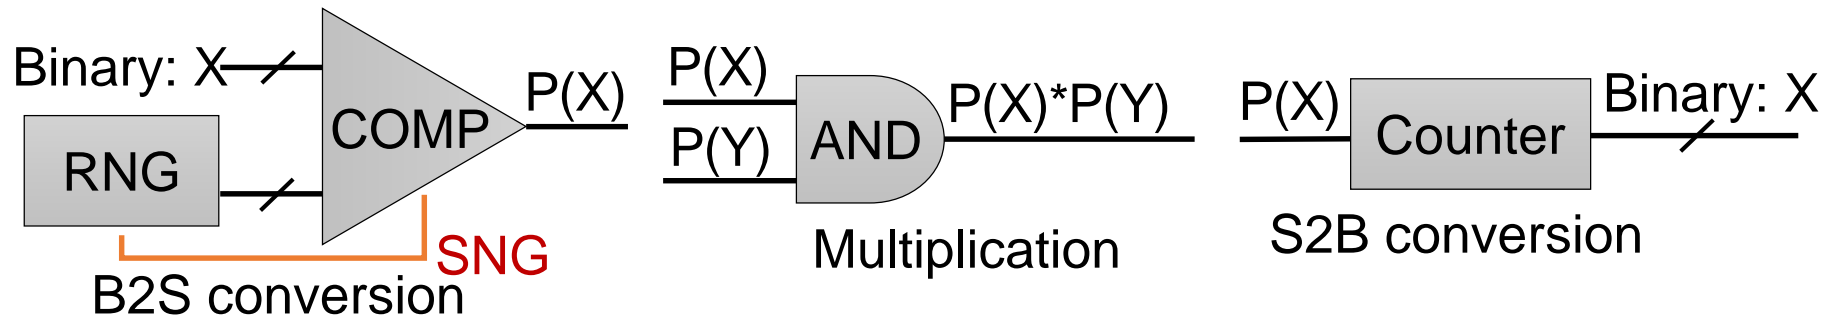 Binary: X
RNG
COMP
P(X)
SNG
B2S conversion
P(X)
P(Y)
AND
P(X)*P(Y)
Multiplication
P(X)
Counter
Binary: X
S2B conversion